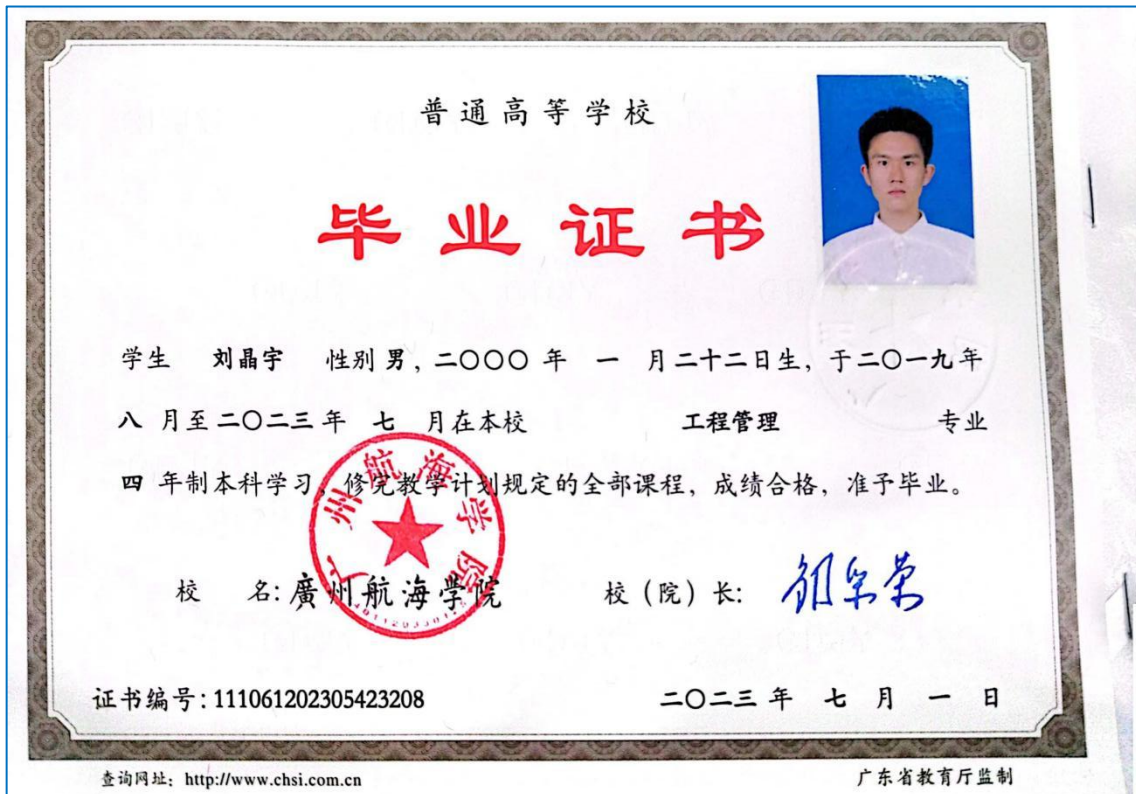 普通高等学校
毕业证书
学生 刘晶宇 性别 男，二〇〇〇 年 一 月二十二日生，于二〇一九年
八 月至二〇二三年 七 月在本校 工程管理 专业
四 年制本科学习，修完教学计划规定的全部课程，成绩合格，准予毕业。
广州航海学院
校 名：廣州航海学院 校（院）长：
证书编号：111061202305423208 二〇二三 年 七 月 一 日
查询网址：http://www.chsi.com.cn 广东省教育厅监制